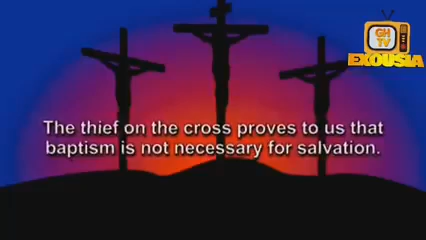 GH
TV
EXOUSIA
The thief on the cross proves to us that
baptism is not necessary for salvation.